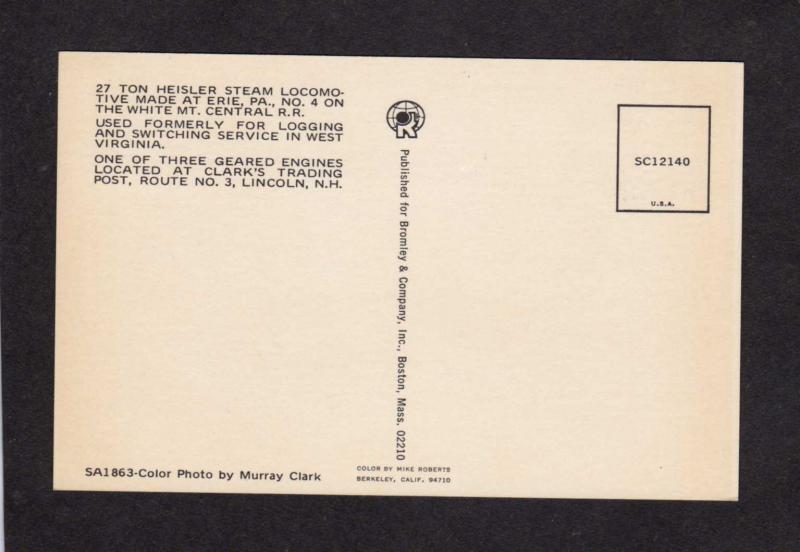 27 TON HEISLER STEAM LOCOMO-
TIVE MADE AT ERIE, PA., NO. 4 ON
THE WHITE MT. CENTRAL R.R.
USED FORMERLY FOR LOGGING
AND SWITCHING SERVICE IN WEST
VIRGINIA.
ONE OF THREE GEARED ENGINES
LOCATED AT CLARK'S TRADING
POST, ROUTE NO. 3, LINCOLN, N.H.
SA1863-Color Photo by Murray Clark
Published for Bromley & Company, Inc., Boston, Mass. 02210
COLOR BY MIKE ROBERTS
BERKELEY, CALIF. 94710
SC12140
U.S.A.